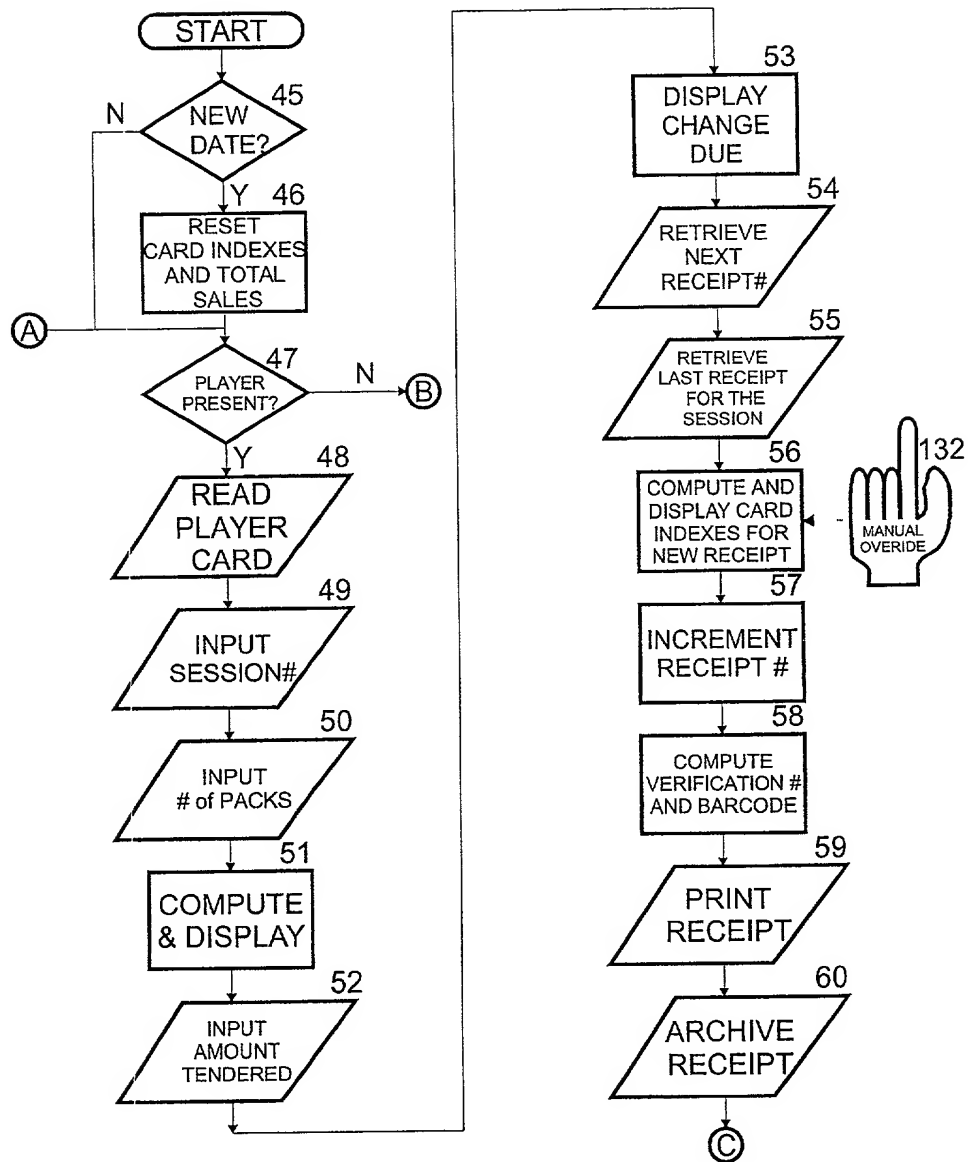 START
45
N
NEW
DATE?
Y
46
RESET
CARD INDEXES
AND TOTAL
SALES
A
47
PLAYER
PRESENT?
N
B
Y
48
READ
PLAYER
CARD
49
INPUT
SESSION#
50
INPUT
# of PACKS
51
COMPUTE
& DISPLAY
52
INPUT
AMOUNT
TENDERED
53
DISPLAY
CHANGE
DUE
54
RETRIEVE
NEXT
RECEIPT#
55
RETRIEVE
LAST RECEIPT
FOR THE
SESSION
56
COMPUTE AND
DISPLAY CARD
INDEXES FOR
NEW RECEIPT
132
MANUAL
OVERIDE
57
INCREMENT
RECEIPT #
58
COMPUTE
VERIFICATION #
AND BARCODE
59
PRINT
RECEIPT
60
ARCHIVE
RECEIPT
C